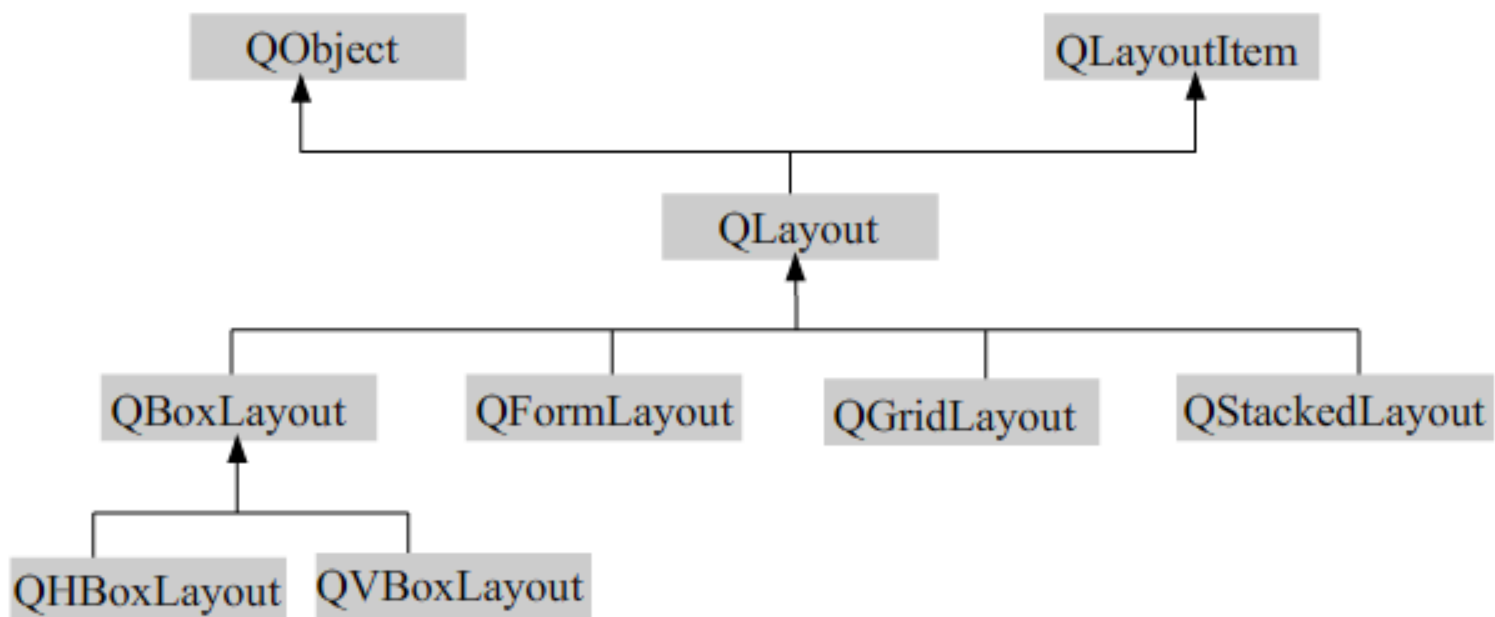 QObject
QLayoutItem
QLayout
QBoxLayout
QFormLayout
QGridLayout
QStackedLayout
QHBoxLayout
QVBoxLayout